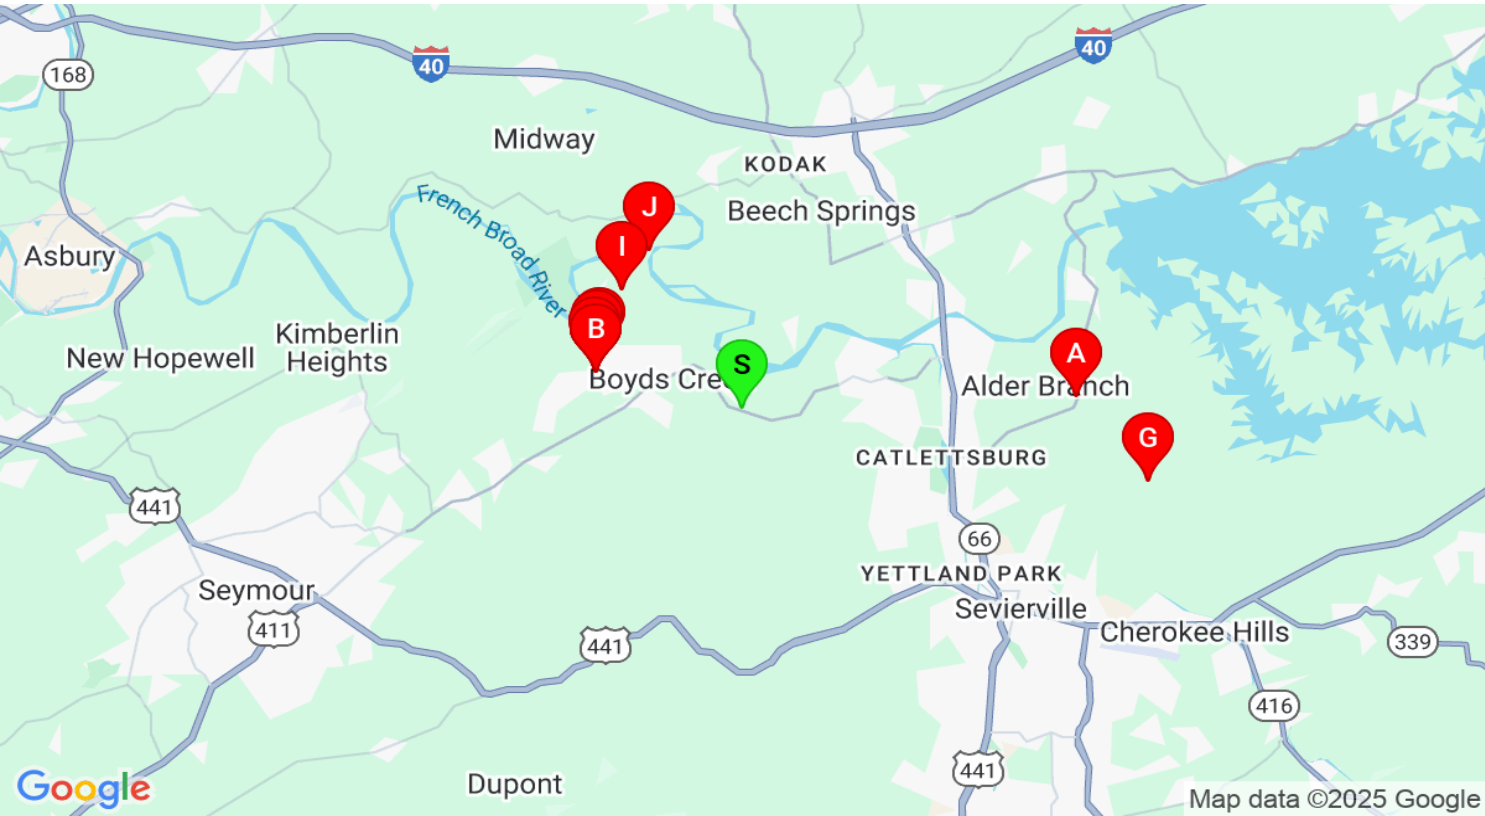 40
40
168
Midway
KODAK
French Broad River
J
Beech Springs
I
Asbury
B
Kimberlin
Heights
New Hopewell
S
A
Boyds Cre
Alder Branch
G
CATLETTSBURG
441
66
YETTLAND PARK
Seymour
Sevierville
411
441
Cherokee Hills
339
416
441
Dupont
Google
Map data ©2025 Google